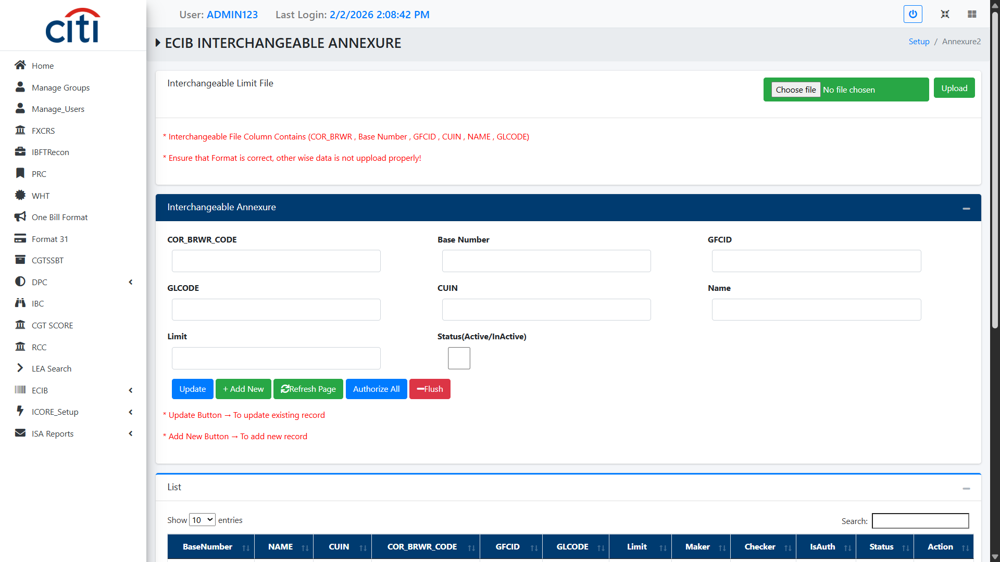 citi
User: ADMIN123 Last Login: 2/2/2026 2:08:42 PM
ECIB INTERCHANGEABLE ANNEXURE
Setup / Annexure2
Home
Manage Groups
Manage_Users
FXCRS
IBFTRecon
PRC
WHT
One Bill Format
Format 31
CGTSSBT
DPC
IBC
CGT SCORE
RCC
LEA Search
ECIB
ICORE_Setup
ISA Reports
Interchangeable Limit File
Choose file No file chosen
Upload
* Interchangeable File Column Contains (COR_BRWR , Base Number , GFCID , CUIN , NAME , GLCODE)
* Ensure that Format is correct, other wise data is not uppload properly!
Interchangeable Annexure
COR_BRWR_CODE Base Number GFCID
GLCODE CUIN Name
Limit Status(Active/InActive)
Update + Add New Refresh Page Authorize All Flush
* Update Button → To update existing record
* Add New Button → To add new record
List
Show 10 entries
Search:
BaseNumber NAME CUIN COR_BRWR_CODE GFCID GLCODE Limit Maker Checker IsAuth Status Action